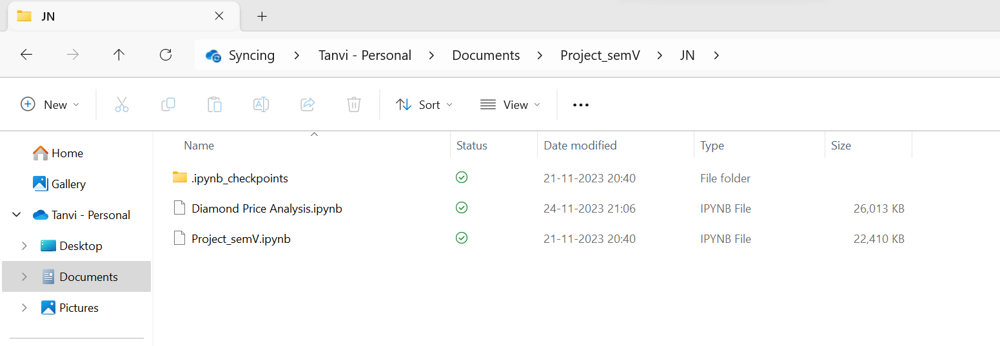 JN
Syncing > Tanvi - Personal > Documents > Project_semV > JN >
New Sort View
Name Status Date modified Type Size
Home
Gallery
Tanvi - Personal
Desktop
Documents
Pictures
.ipynb_checkpoints 21-11-2023 20:40 File folder
Diamond Price Analysis.ipynb 24-11-2023 21:06 IPYNB File 26,013 KB
Project_semV.ipynb 21-11-2023 20:40 IPYNB File 22,410 KB